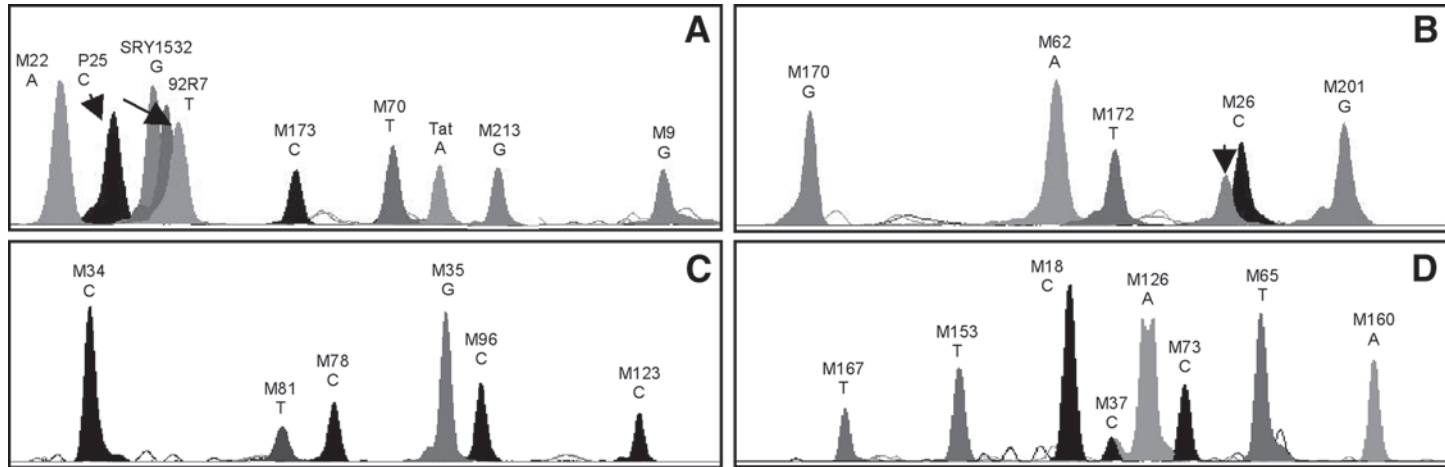 A
M22
A
P25
C
SRY1532
G
92R7
T
M173
C
M70
T
Tat
A
M213
G
M9
G
B
M170
G
M62
A
M172
T
M26
C
M201
G
C
M34
C
M81
T
M78
C
M35
G
M96
C
M123
C
D
M167
T
M153
T
M18
C
M37
C
M126
A
M73
C
M65
T
M160
A